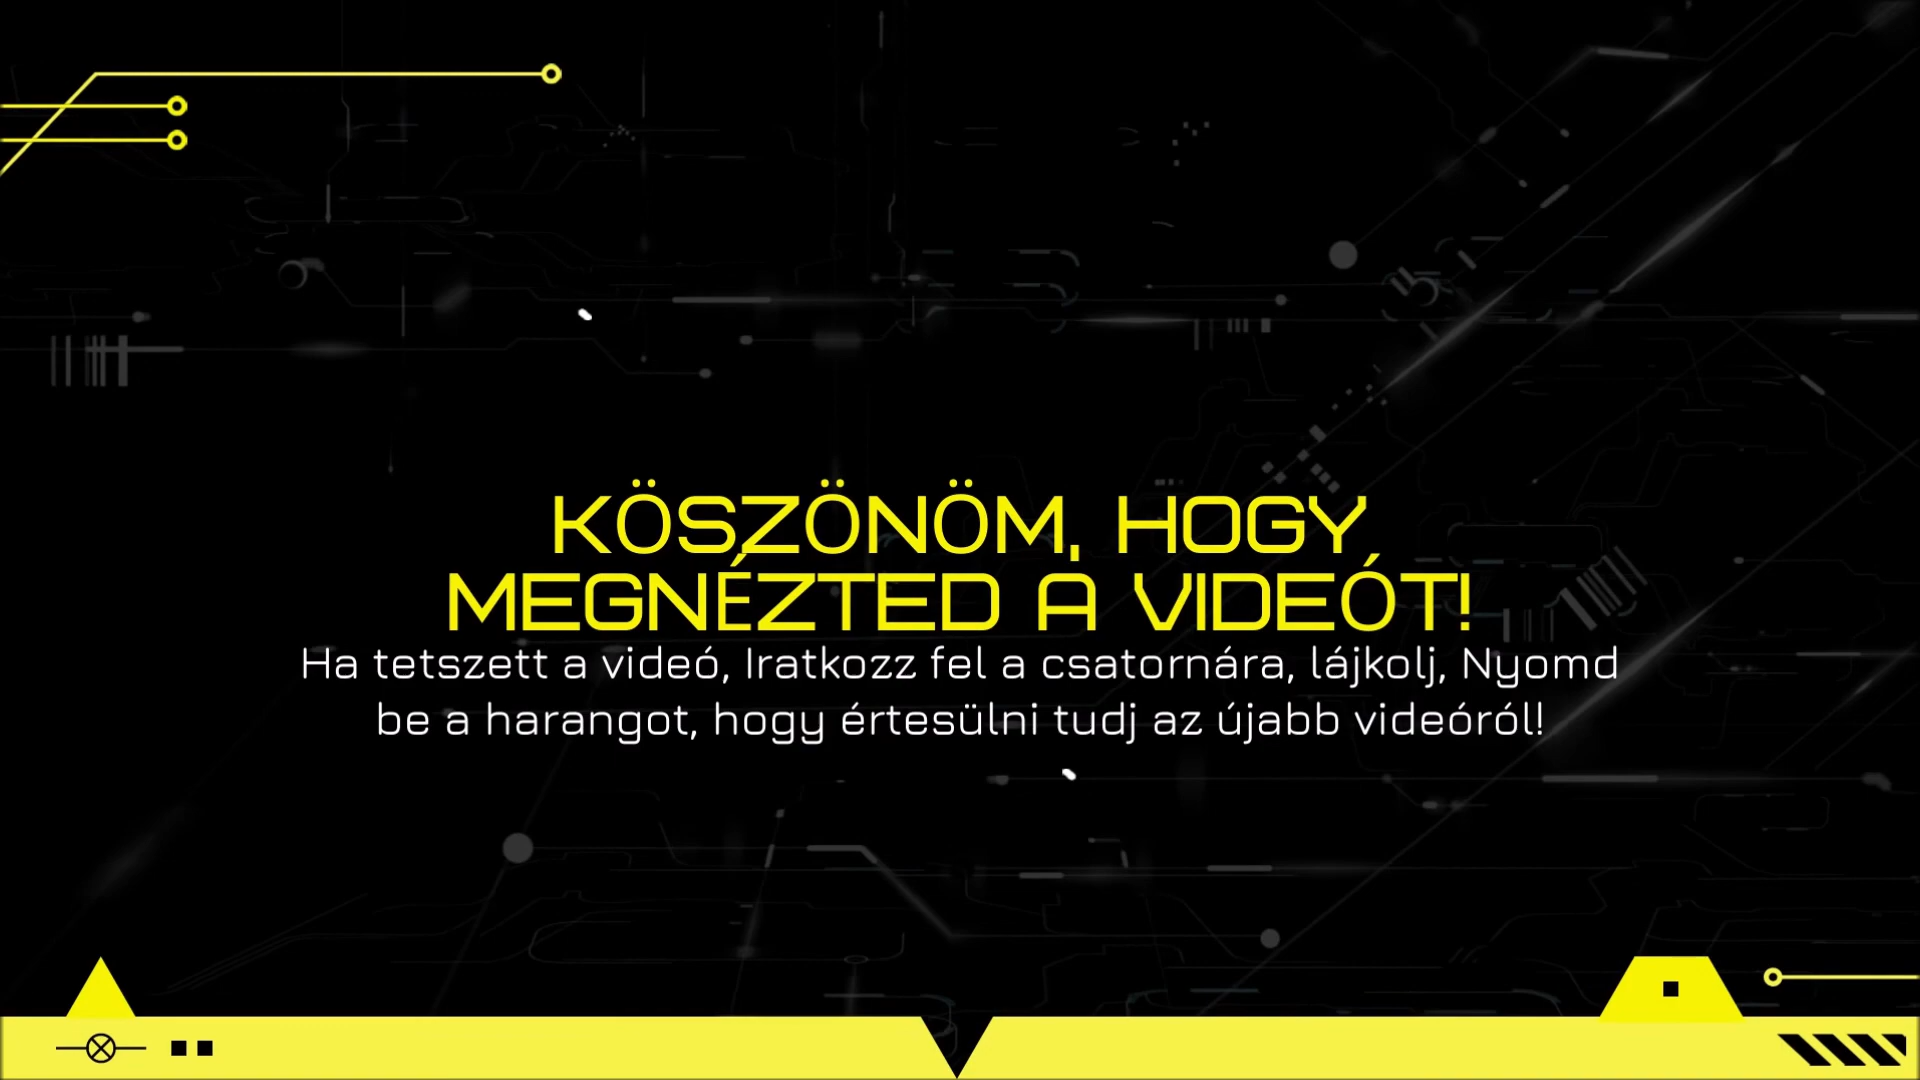 KÖSZÖNÖM, HOGY
MEGNÉZTED A VIDEÓT!
Ha tetszett a videó, Iratkozz fel a csatornára, lájkolj, Nyomd
be a harangot, hogy értesülni tudj az újabb videóról!